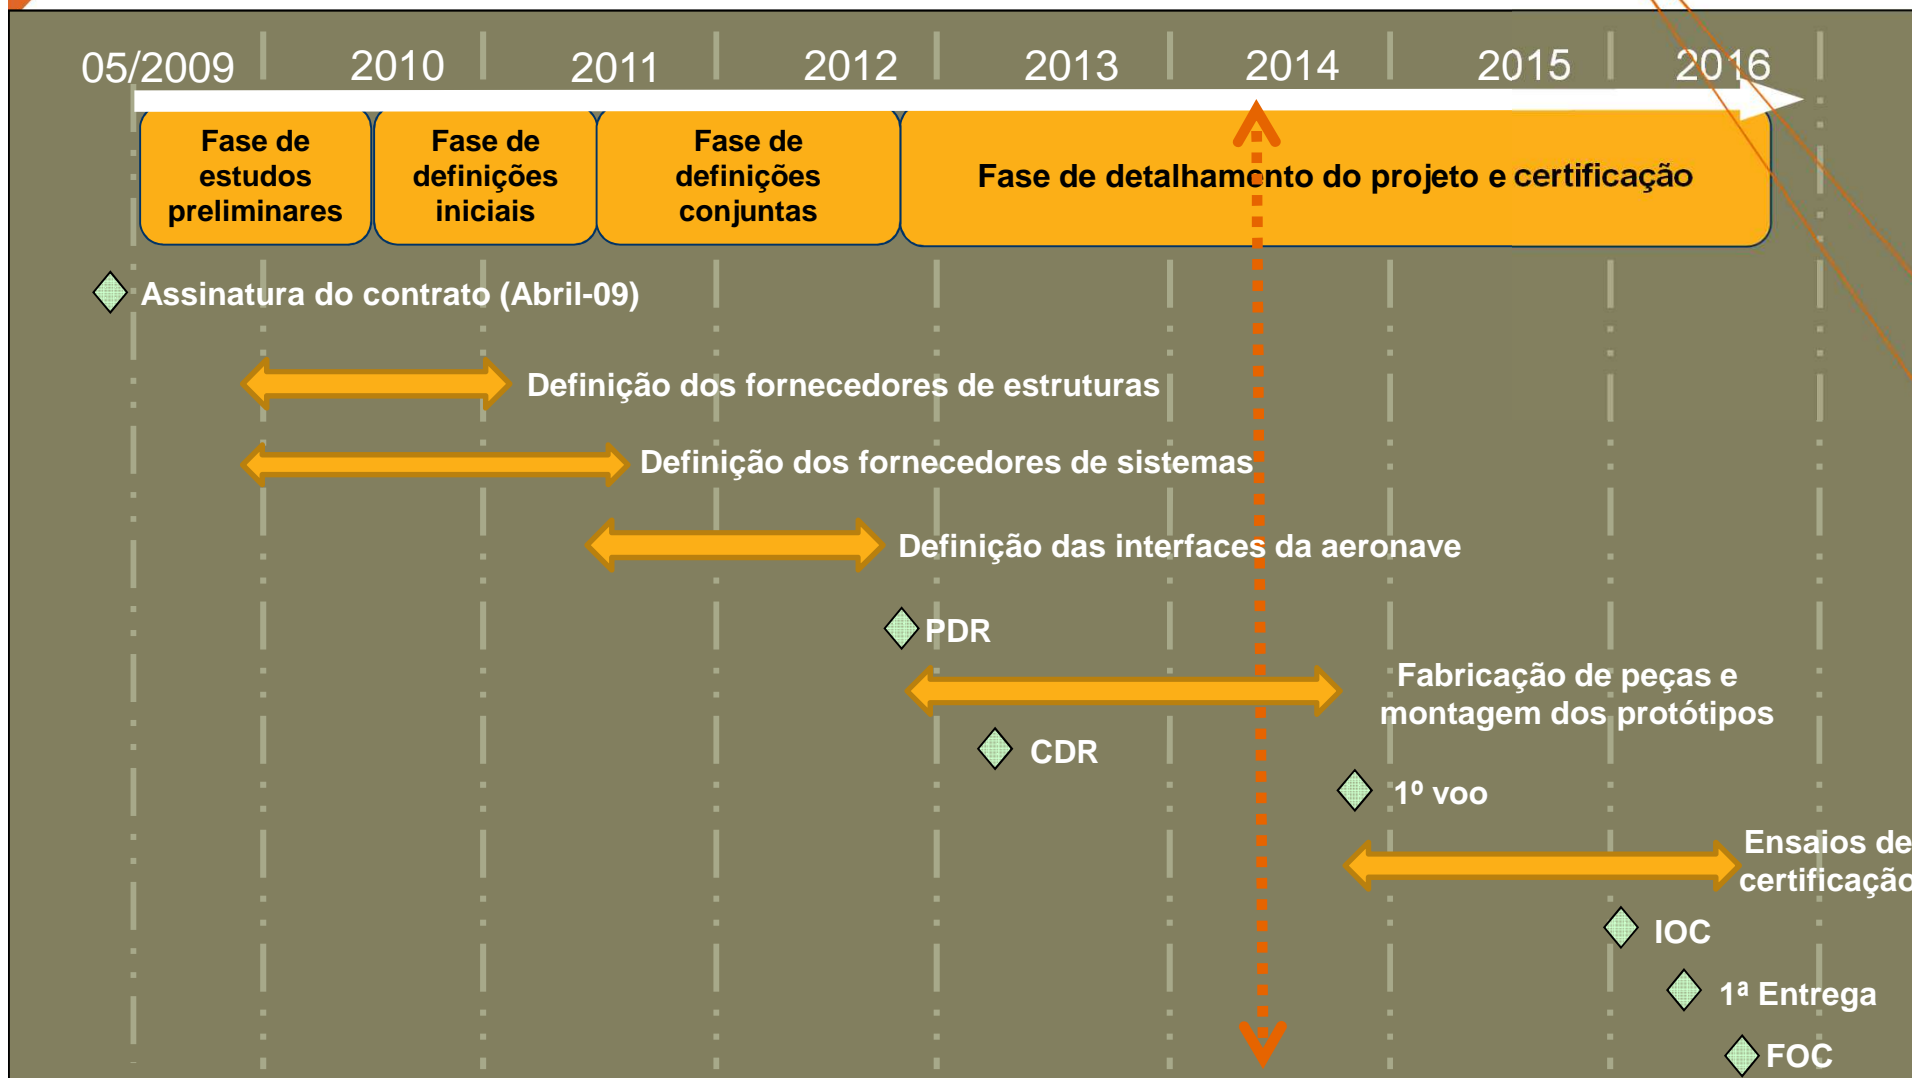 05/2009 2010 2011 2012 2013 2014 2015 2016
Fase de
estudos
preliminares
Fase de
definições
iniciais
Fase de
definições
conjuntas
Fase de detalhamento do projeto e certificação
Assinatura do contrato (Abril-09)
Definição dos fornecedores de estruturas
Definição dos fornecedores de sistemas
Definição das interfaces da aeronave
PDR
Fabricação de peças e
montagem dos protótipos
CDR
1º voo
Ensaios de
certificação
IOC
1ª Entrega
FOC